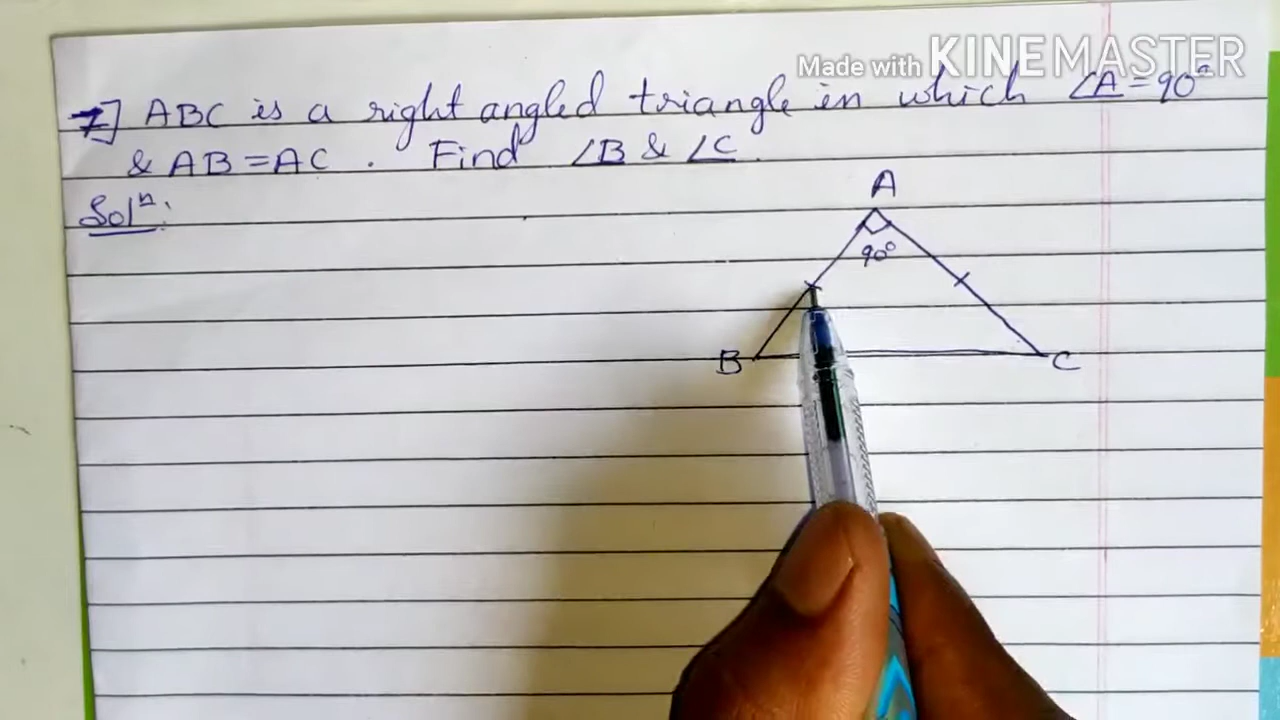 Made with KINEMASTER
7] ABC is a right angled triangle in which ∠A = 90°
& AB = AC . Find ∠B & ∠C.
Solⁿ:
A
90°
B
C